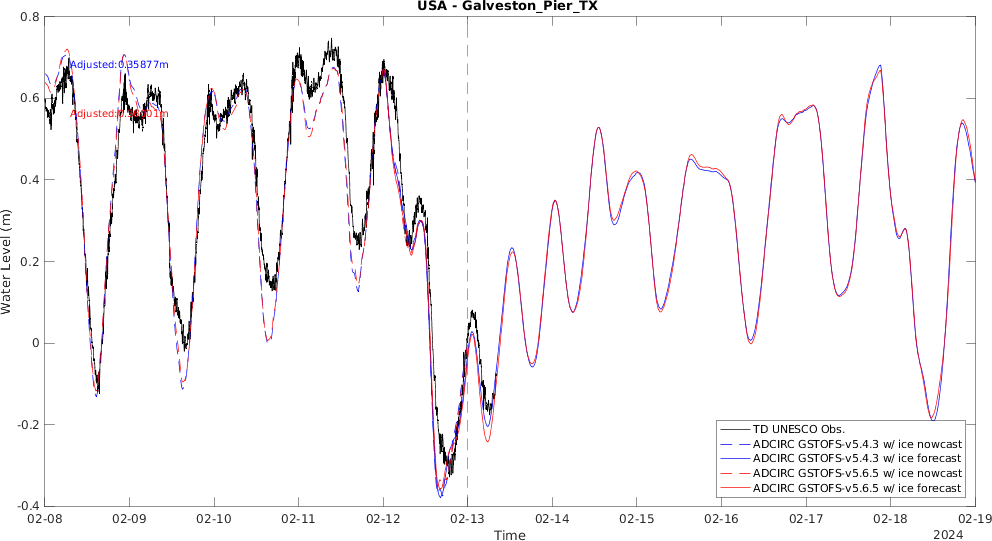 USA - Galveston_Pier_TX
Water Level (m)
0.8
0.6
0.4
0.2
0
-0.2
-0.4
Adjusted:0.35877m
TD UNESCO Obs.
ADCIRC GSTOFS-v5.4.3 w/ ice nowcast
ADCIRC GSTOFS-v5.4.3 w/ ice forecast
ADCIRC GSTOFS-v5.6.5 w/ ice nowcast
ADCIRC GSTOFS-v5.6.5 w/ ice forecast
02-08 02-09 02-10 02-11 02-12 02-13 02-14 02-15 02-16 02-17 02-18 02-19
Time
2024